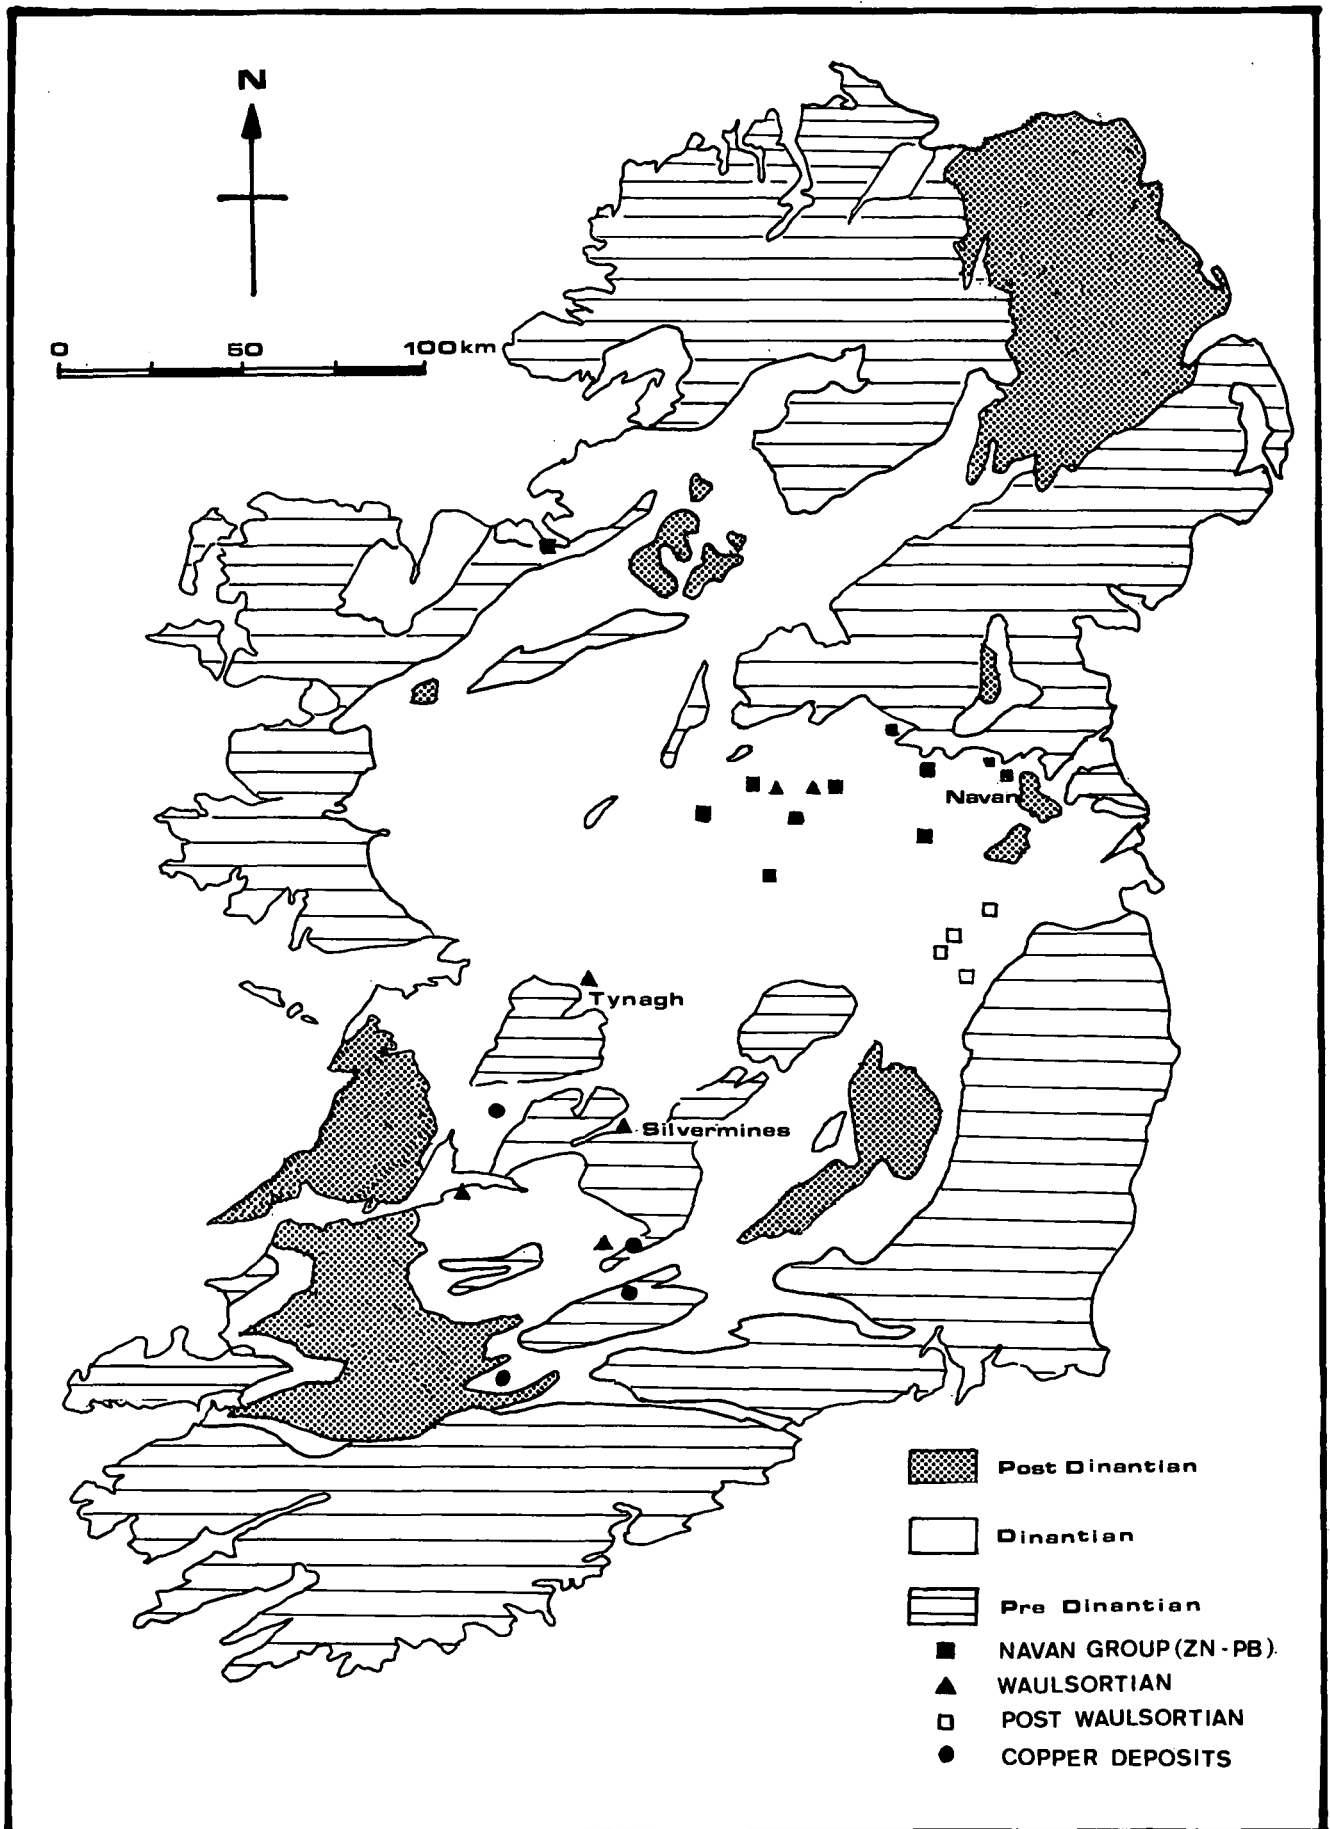 N
0 50 100km
Navan
Tynagh
Silvermines
Post Dinantian
Dinantian
Pre Dinantian
NAVAN GROUP (ZN - PB).
WAULSORTIAN
POST WAULSORTIAN
COPPER DEPOSITS